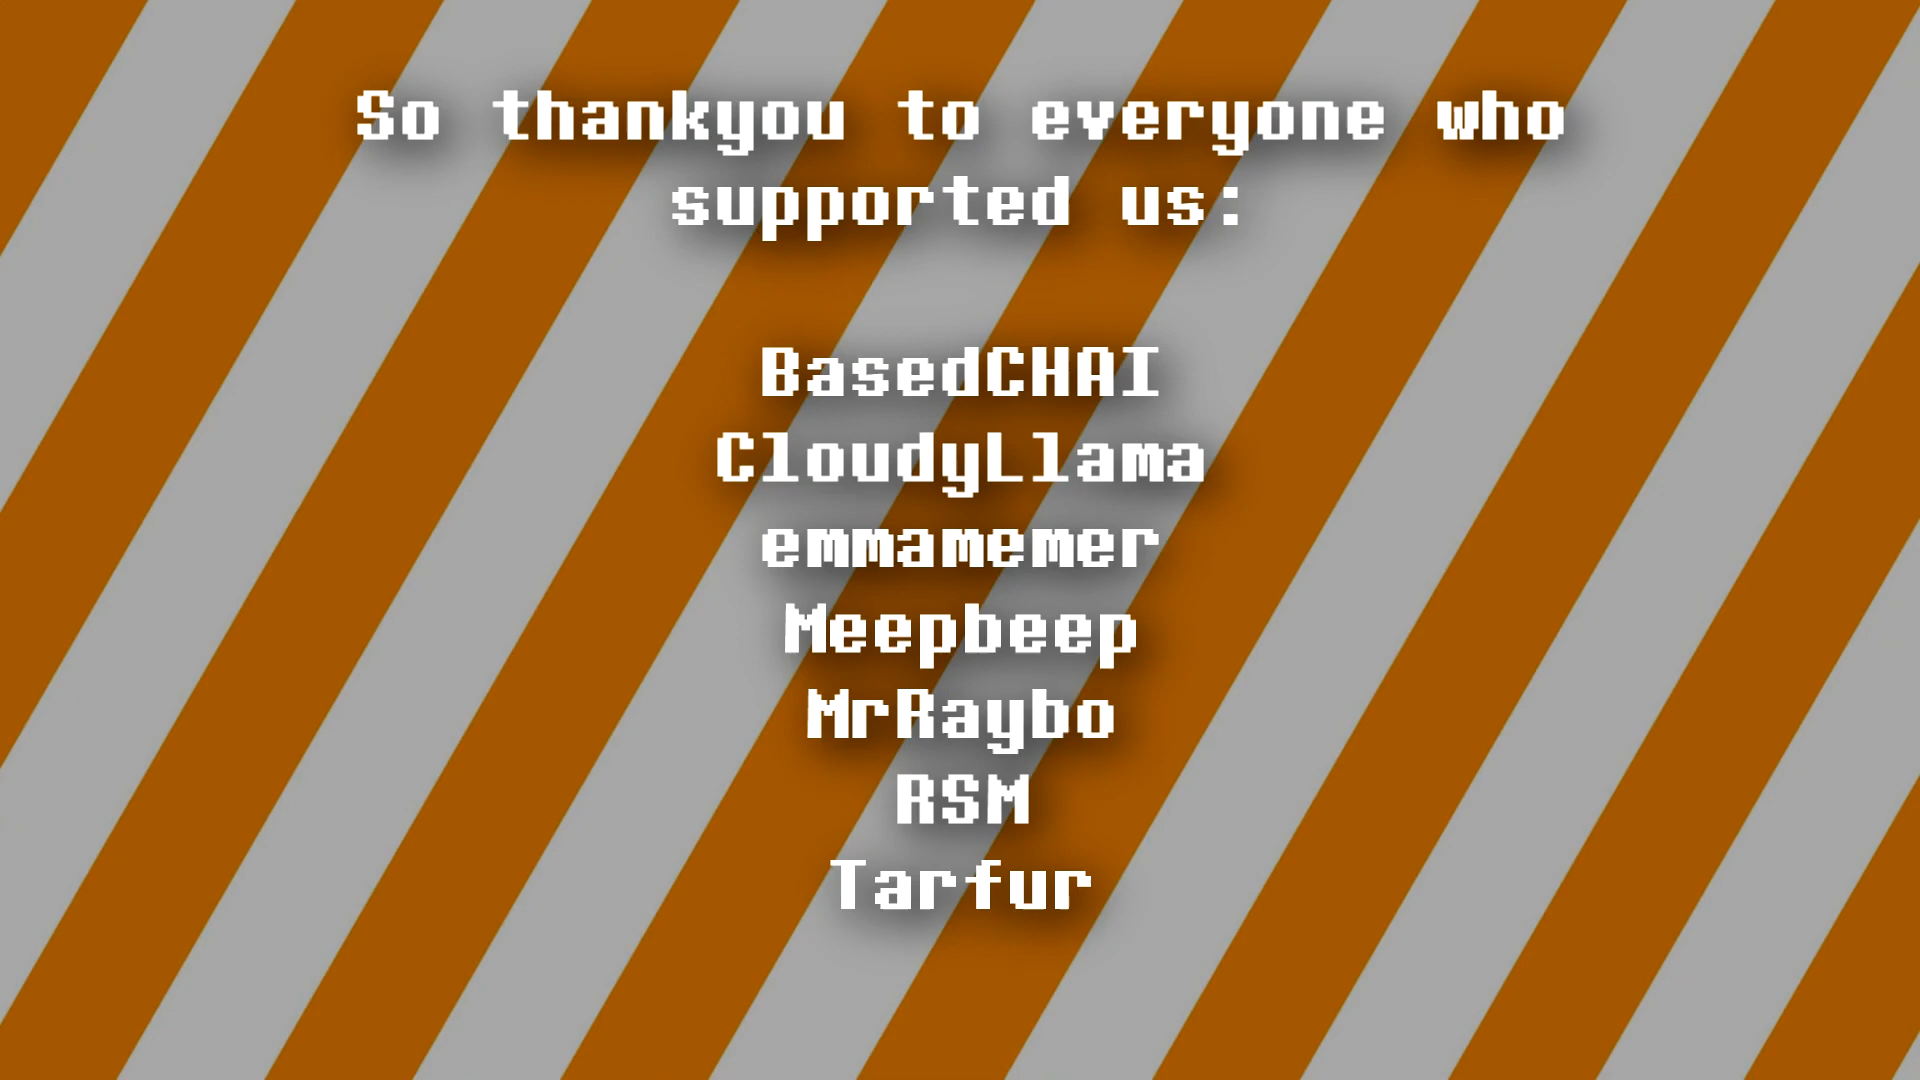 So thankyou to everyone who
supported us:
BasedCHAI
CloudyLlama
emmamemer
Meepbeep
MrRaybo
RSM
Tarfur